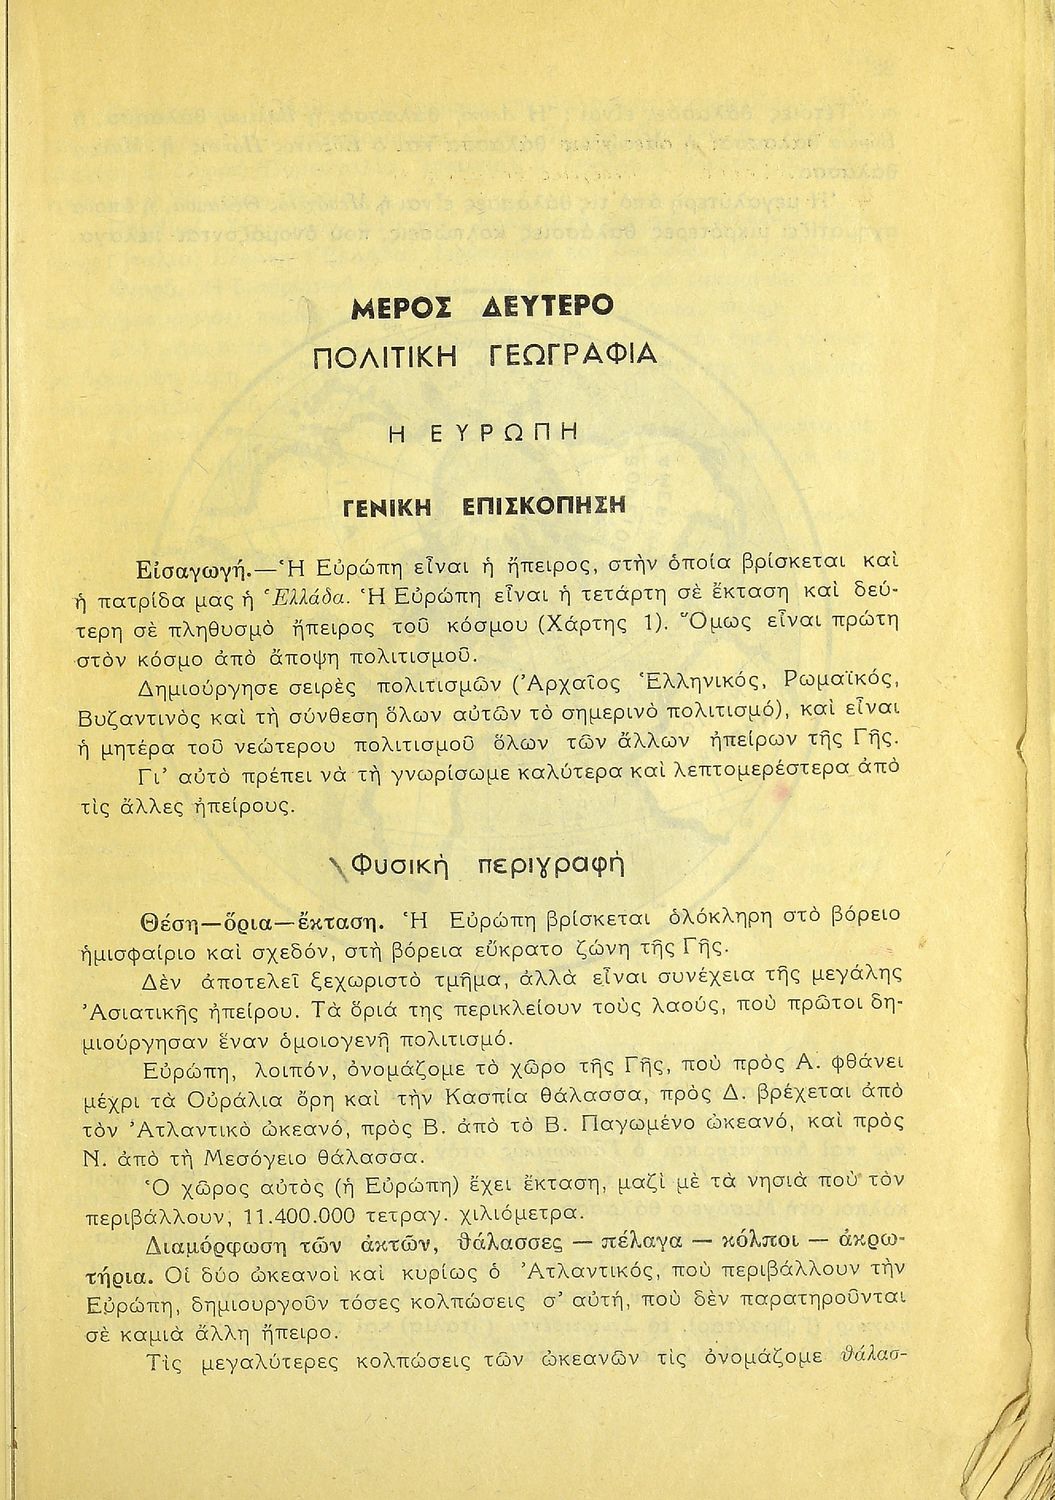 ΜΕΡΟΣ ΔΕΥΤΕΡΟ
ΠΟΛΙΤΙΚΗ ΓΕΩΓΡΑΦΙΑ
Η ΕΥΡΩΠΗ
ΓΕΝΙΚΗ ΕΠΙΣΚΟΠΗΣΗ
Εἰσαγωγή.—Ἡ Εὐρώπη εἶναι ἡ ἤπειρος, στὴν ὁποία βρίσκεται καὶ
ἡ πατρίδα μας ἡ Ἑλλάδα. Ἡ Εὐρώπη εἶναι ἡ τετάρτη σὲ ἔκταση καὶ δεύ-
τερη σὲ πληθυσμὸ ἤπειρος τοῦ κόσμου (Χάρτης 1). Ὅμως εἶναι πρώτη
στὸν κόσμο ἀπὸ ἄποψη πολιτισμοῦ.
Δημιούργησε σειρὲς πολιτισμῶν (Ἀρχαῖος Ἑλληνικός, Ρωμαϊκός,
Βυζαντινὸς καὶ τὴ σύνθεση ὅλων αὐτῶν τὸ σημερινὸ πολιτισμό), καὶ εἶναι
ἡ μητέρα τοῦ νεώτερου πολιτισμοῦ ὅλων τῶν ἄλλων ἠπείρων τῆς Γῆς.
Γι’ αὐτὸ πρέπει νὰ τὴ γνωρίσωμε καλύτερα καὶ λεπτομερέστερα ἀπὸ
τὶς ἄλλες ἠπείρους.
Φυσικὴ περιγραφὴ
Θέση—ὅρια—ἔκταση. Ἡ Εὐρώπη βρίσκεται ὁλόκληρη στὸ βόρειο
ἡμισφαίριο καὶ σχεδόν, στὴ βόρεια εὔκρατο ζώνη τῆς Γῆς.
Δὲν ἀποτελεῖ ξεχωριστὸ τμῆμα, ἀλλὰ εἶναι συνέχεια τῆς μεγάλης
Ἀσιατικῆς ἠπείρου. Τὰ ὅριά της περικλείουν τοὺς λαούς, ποὺ πρῶτοι δη-
μιούργησαν ἕναν ὁμοιογενῆ πολιτισμό.
Εὐρώπη, λοιπόν, ὀνομάζομε τὸ χῶρο τῆς Γῆς, ποὺ πρὸς Α. φθάνει
μέχρι τὰ Οὐράλια ὄρη καὶ τὴν Κασπία θάλασσα, πρὸς Δ. βρέχεται ἀπὸ
τὸν Ἀτλαντικὸ ὠκεανό, πρὸς Β. ἀπὸ τὸ Β. Παγωμένο ὠκεανό, καὶ πρὸς
Ν. ἀπὸ τὴ Μεσόγειο θάλασσα.
Ὁ χῶρος αὐτὸς (ἡ Εὐρώπη) ἔχει ἔκταση, μαζὶ μὲ τὰ νησιὰ ποὺ τὸν
περιβάλλουν, 11.400.000 τετραγ. χιλιόμετρα.
Διαμόρφωση τῶν ἀκτῶν, θάλασσες — πέλαγα — κόλποι — ἀκρω-
τήρια. Οἱ δύο ὠκεανοὶ καὶ κυρίως ὁ Ἀτλαντικός, ποὺ περιβάλλουν τὴν
Εὐρώπη, δημιουργοῦν τόσες κολπώσεις σ’ αὐτή, ποὺ δὲν παρατηροῦνται
σὲ καμιὰ ἄλλη ἤπειρο.
Τὶς μεγαλύτερες κολπώσεις τῶν ὠκεανῶν τὶς ὀνομάζομε θάλασ-